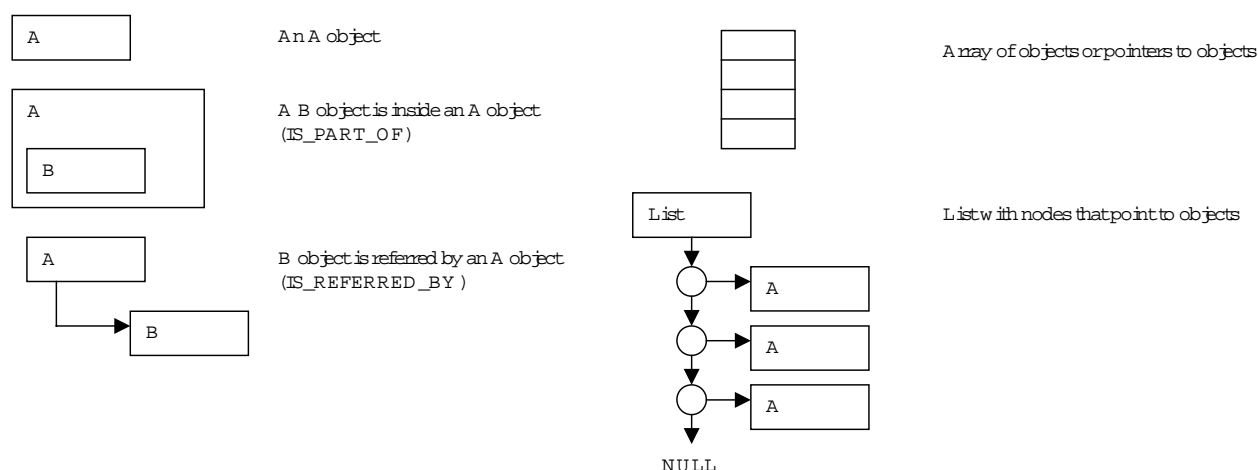 A
An A object
A
B
A B object is inside an A object
(IS_PART_OF)
A
B
B object is referred by an A object
(IS_REFERRED_BY)
Array of objects or pointers to objects
List
A
A
A
NULL
List with nodes that point to objects